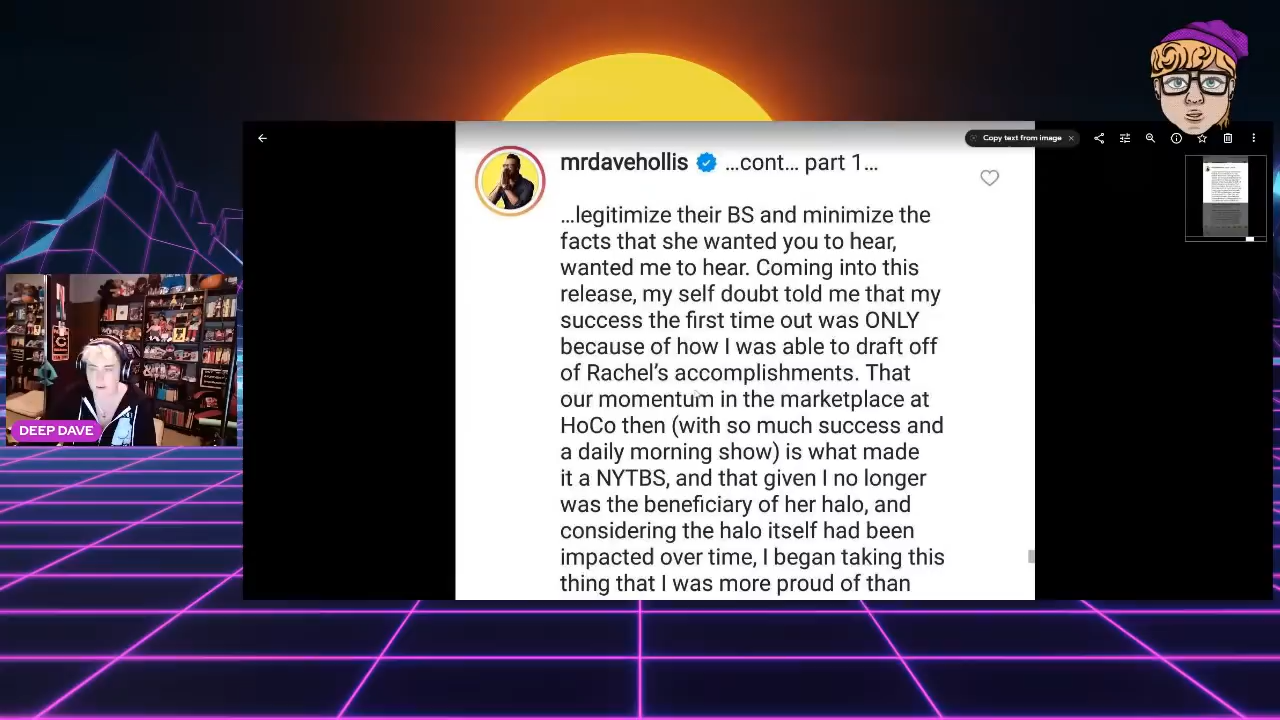 Copy text from image
mrdavehollis ...cont... part 1...
...legitimize their BS and minimize the
facts that she wanted you to hear,
wanted me to hear. Coming into this
release, my self doubt told me that my
success the first time out was ONLY
because of how I was able to draft off
of Rachel's accomplishments. That
our momentum in the marketplace at
HoCo then (with so much success and
a daily morning show) is what made
it a NYTBS, and that given I no longer
was the beneficiary of her halo, and
considering the halo itself had been
impacted over time, I began taking this
thing that I was more proud of than
DEEP DAVE